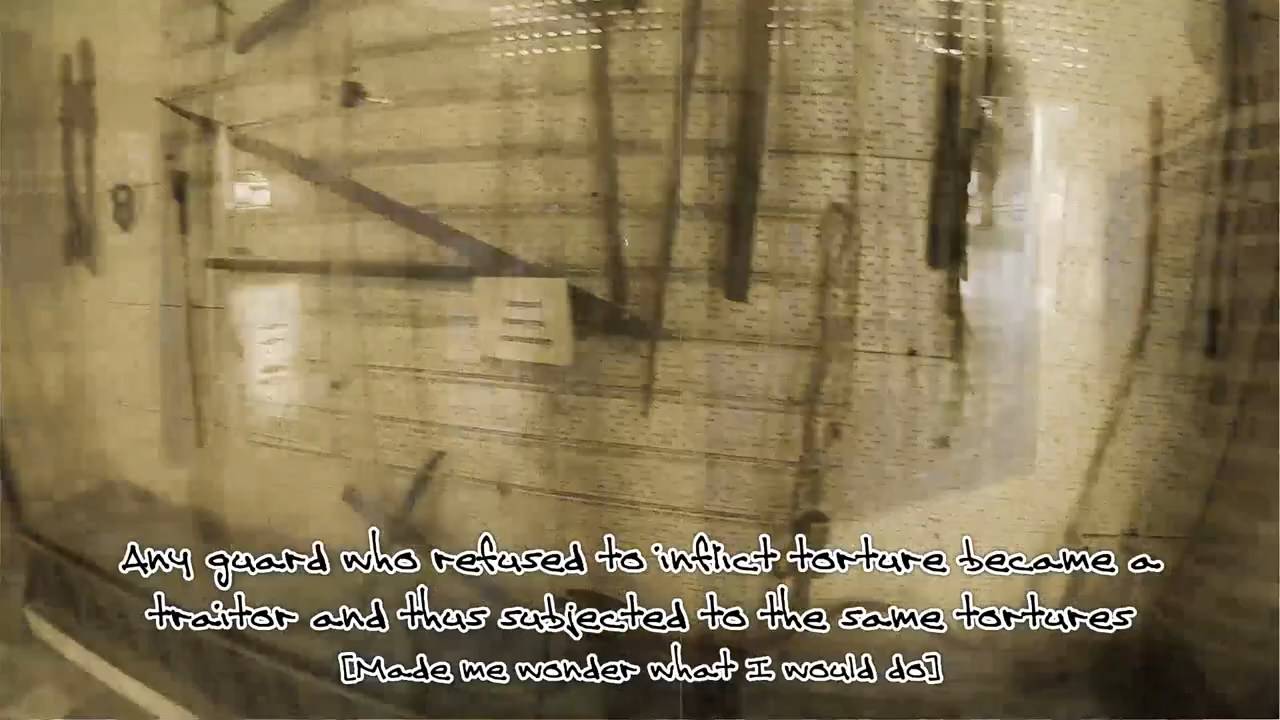 Any guard who refused to inflict torture became a
traitor and thus subjected to the same tortures
[Made me wonder what I would do]